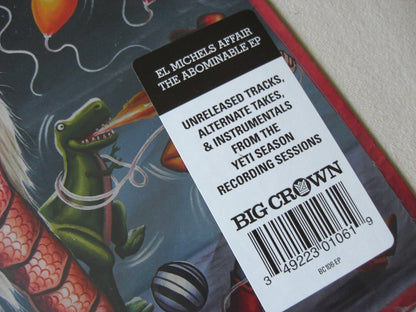 EL MICHELS AFFAIR
THE ABOMINABLE EP
UNRELEASED TRACKS,
ALTERNATE TAKES,
& INSTRUMENTALS
FROM THE
YETI SEASON
RECORDING SESSIONS
BIG CROWN
3 49223 01061 9
BC106-EP